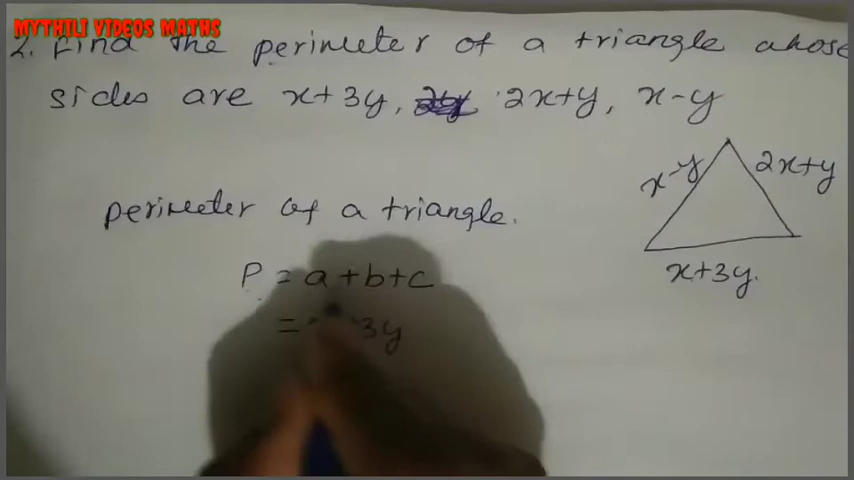 MYTHILI VIDEOS MATHS
2. Find the perimeter of a triangle whose
sides are x+3y, 2x+y, x-y
x-y
2x+y
perimeter of a triangle.
x+3y.
P = a+b+c
= 3y